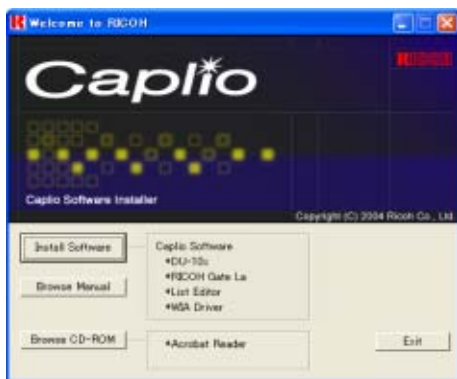 Welcome to RICOH
Caplio
RICOH
Caplio Software Installer
Copyright (C) 2004 Ricoh Co., Ltd
Install Software
Caplio Software
*DU-10x
*RICOH Gate La
*List Editor
*WIA Driver
Browse Manual
Browse CD-ROM
*Acrobat Reader
Exit